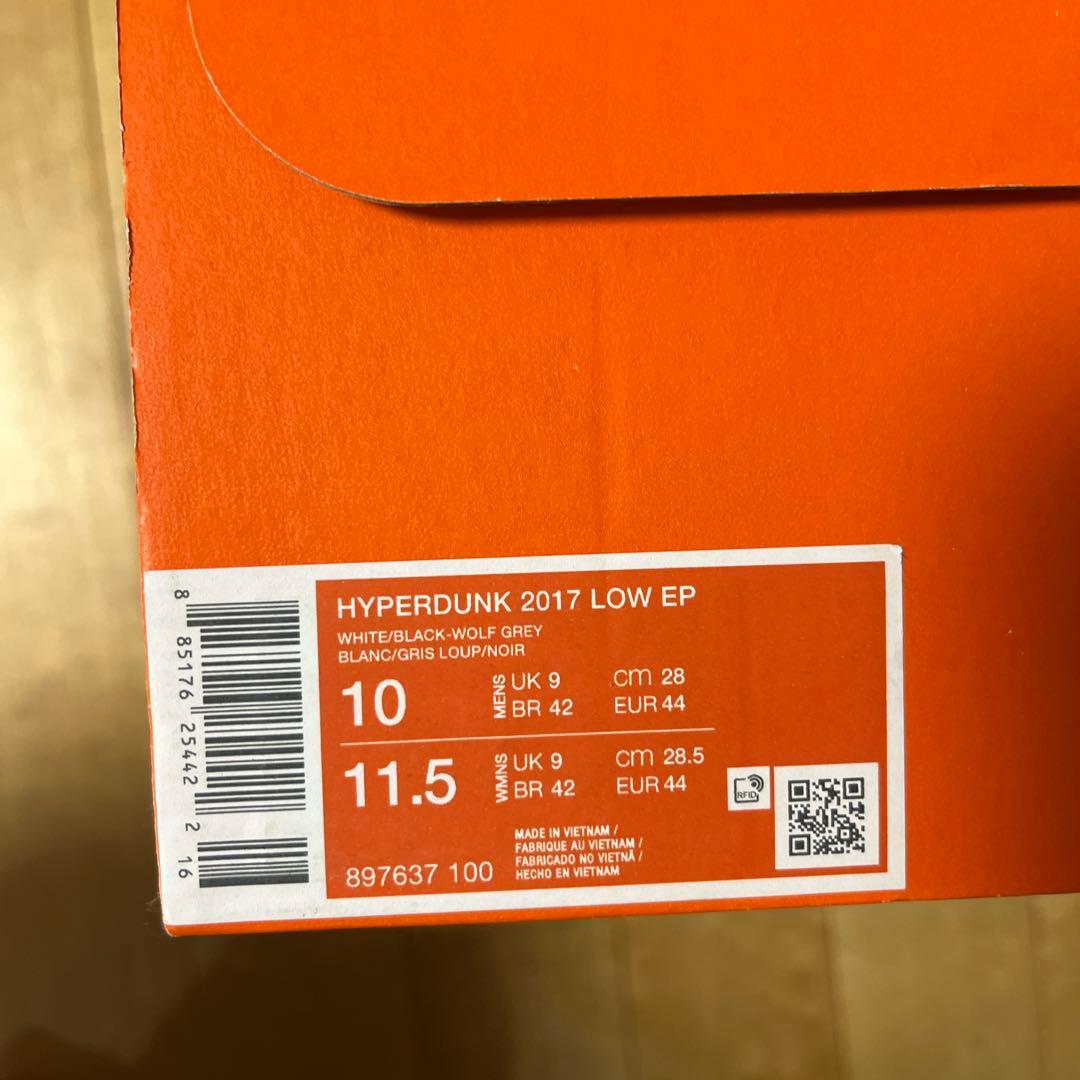 HYPERDUNK 2017 LOW EP
WHITE/BLACK-WOLF GREY
BLANC/GRIS LOUP/NOIR
10 MENS UK 9 cm 28
BR 42 EUR 44
11.5 WMNS UK 9 cm 28.5
BR 42 EUR 44
RFID
MADE IN VIETNAM /
FABRIQUE AU VIETNAM /
FABRICADO NO VIETNÃ /
HECHO EN VIETNAM
897637 100
8 85176 25442 2 16